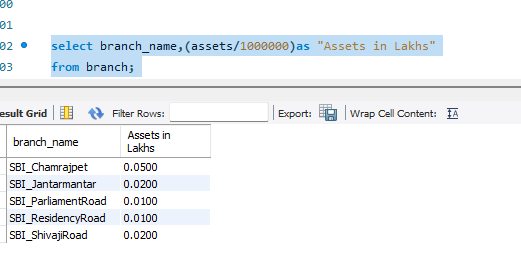 00
01
02 select branch_name,(assets/1000000)as "Assets in Lakhs"
03 from branch;
esult Grid Filter Rows: Export: Wrap Cell Content: IA
branch_name Assets in
Lakhs
SBI_Chamrajpet 0.0500
SBI_Jantarmantar 0.0200
SBI_ParliamentRoad 0.0100
SBI_ResidencyRoad 0.0100
SBI_ShivajiRoad 0.0200